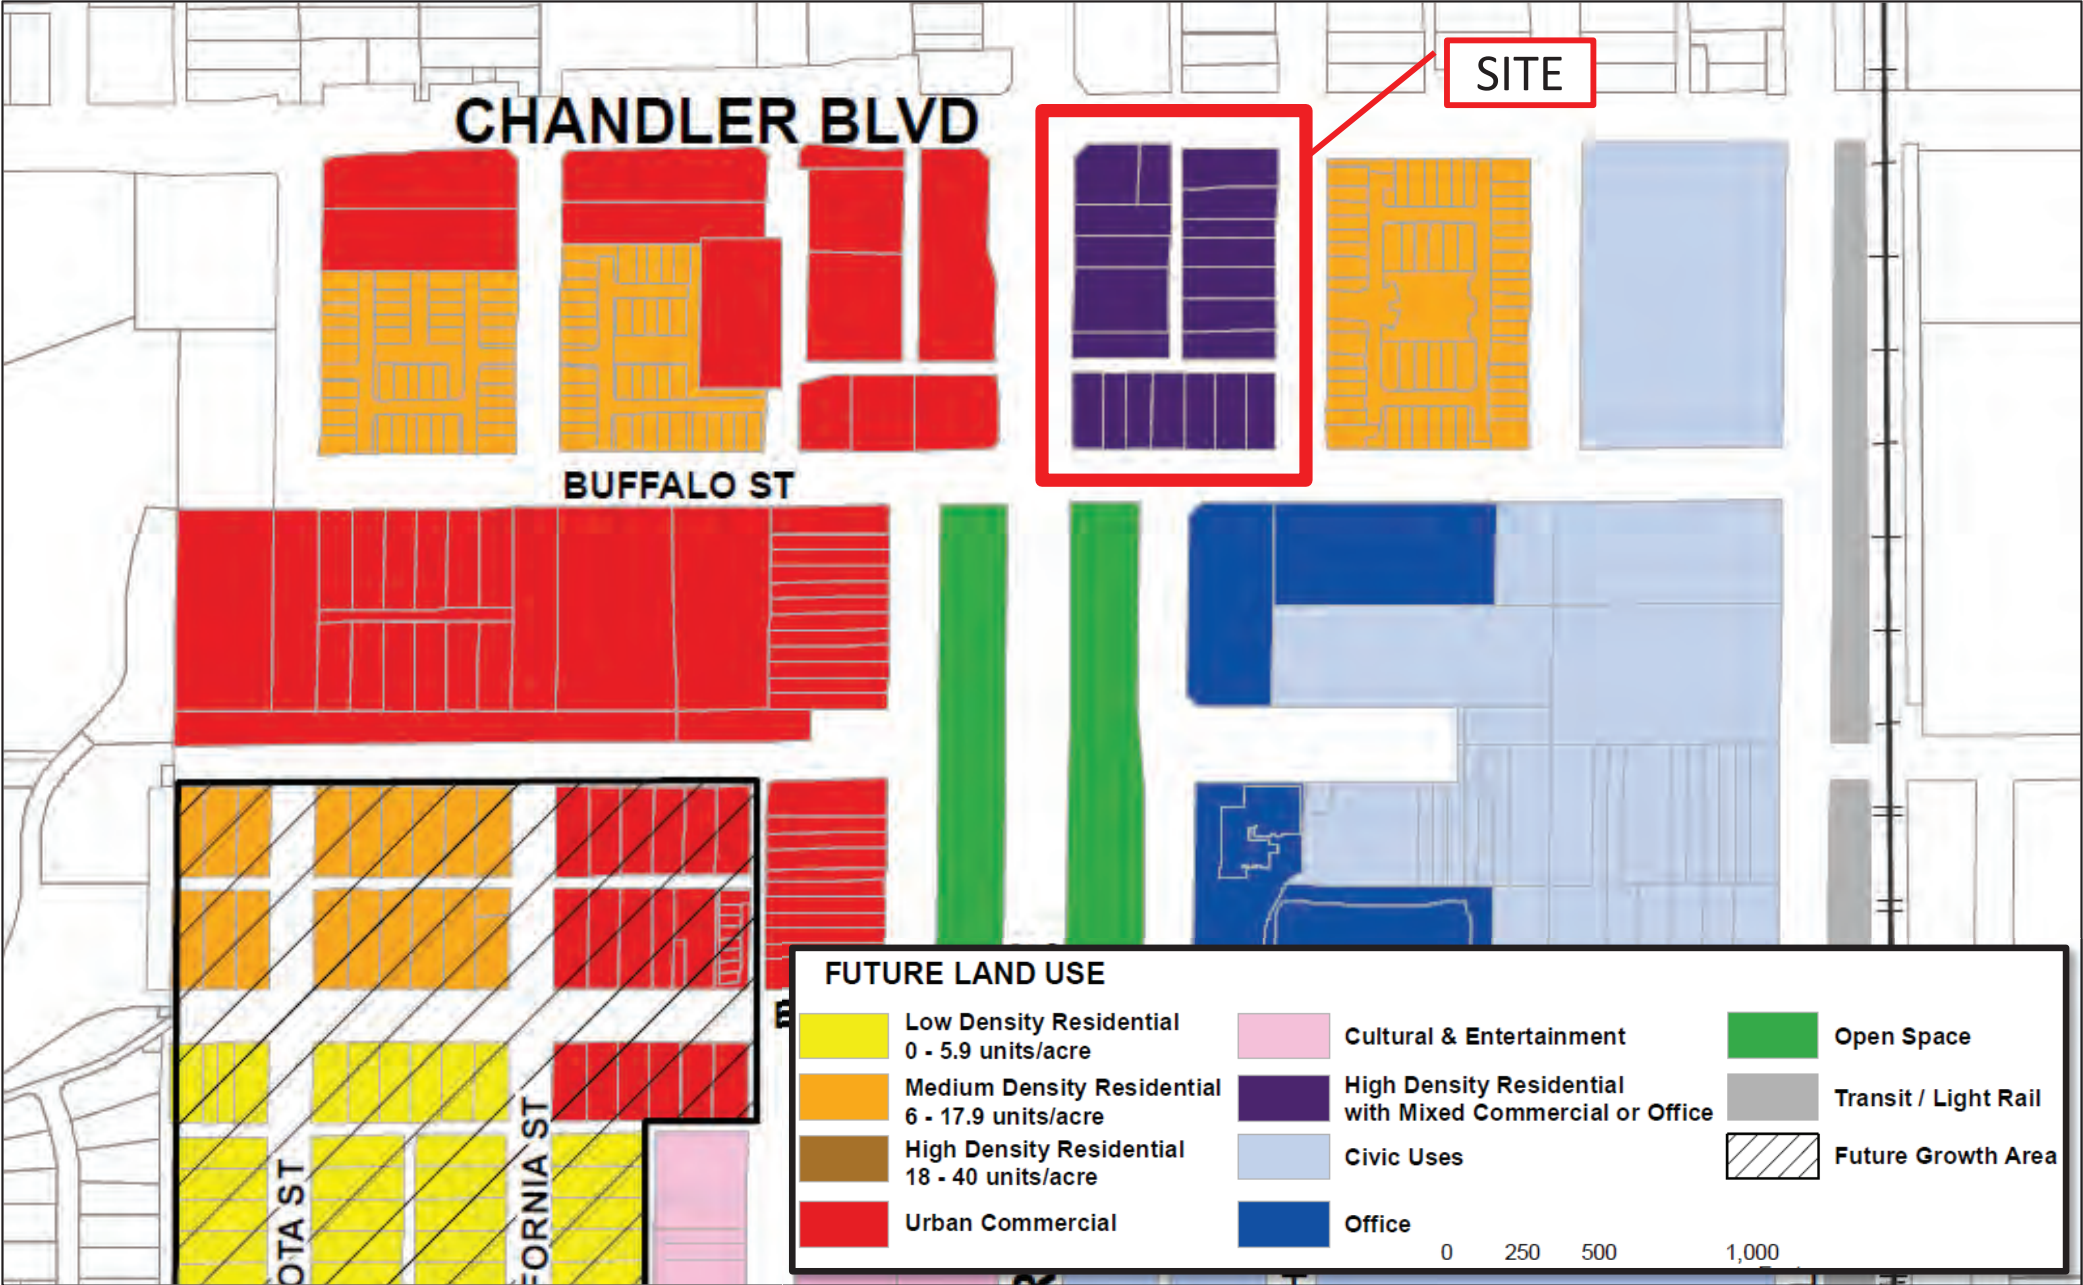 SITE
CHANDLER BLVD
BUFFALO ST
OTA ST
FORNIA ST
FUTURE LAND USE
Low Density Residential
0 - 5.9 units/acre
Medium Density Residential
6 - 17.9 units/acre
High Density Residential
18 - 40 units/acre
Urban Commercial
Cultural & Entertainment
High Density Residential
with Mixed Commercial or Office
Civic Uses
Office
Open Space
Transit / Light Rail
Future Growth Area
0 250 500 1,000